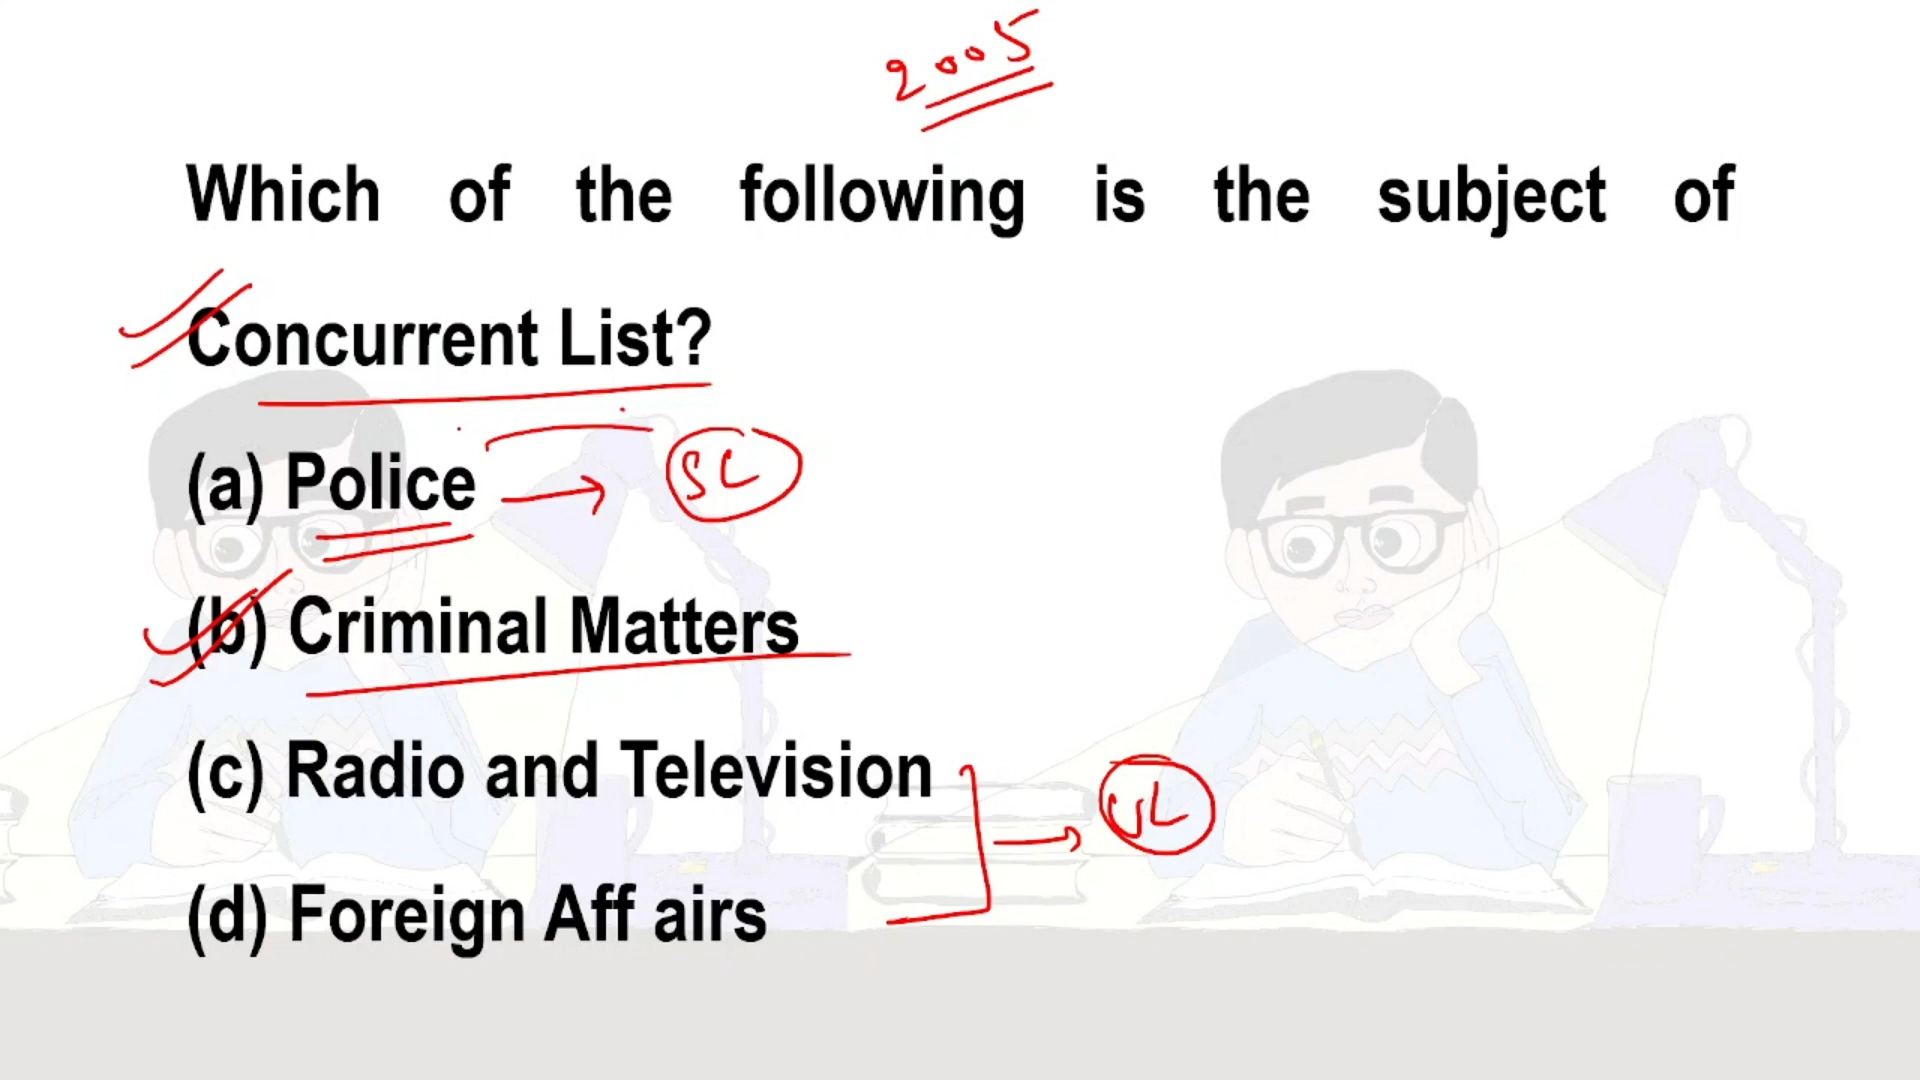 2005
Which of the following is the subject of
Concurrent List?
(a) Police → SL
(b) Criminal Matters
(c) Radio and Television
→ UL
(d) Foreign Aff airs